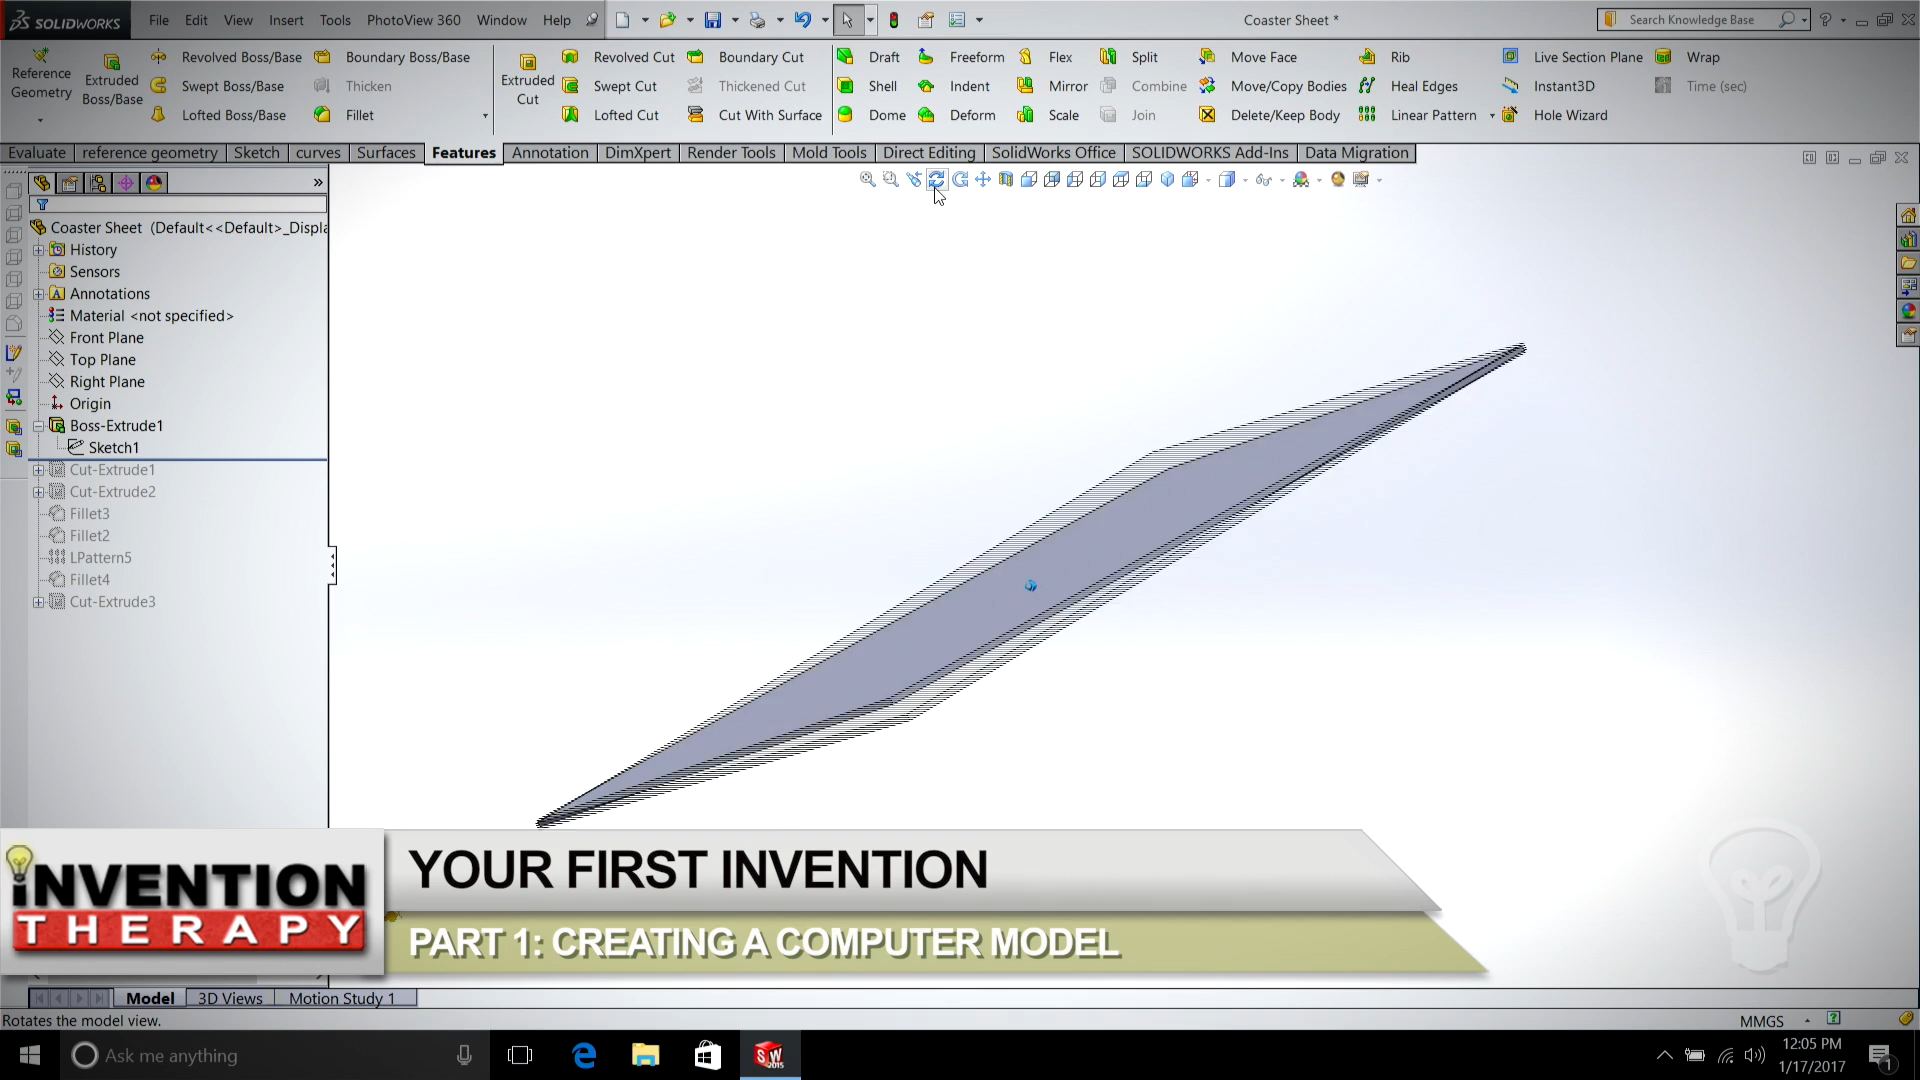 SOLIDWORKS File Edit View Insert Tools PhotoView 360 Window Help Coaster Sheet * Search Knowledge Base ?
Reference Geometry
Extruded Boss/Base
Revolved Boss/Base Boundary Boss/Base
Swept Boss/Base Thicken
Lofted Boss/Base Fillet
Extruded Cut
Revolved Cut Boundary Cut
Swept Cut Thickened Cut
Lofted Cut Cut With Surface
Draft Freeform Flex Split Move Face Rib Live Section Plane Wrap
Shell Indent Mirror Combine Move/Copy Bodies Heal Edges Instant3D Time (sec)
Dome Deform Scale Join Delete/Keep Body Linear Pattern Hole Wizard
Evaluate reference geometry Sketch curves Surfaces Features Annotation DimXpert Render Tools Mold Tools Direct Editing SolidWorks Office SOLIDWORKS Add-Ins Data Migration
»
Coaster Sheet (Default<<Default>_Displa
History
Sensors
A Annotations
Material <not specified>
Front Plane
Top Plane
Right Plane
Origin
Boss-Extrude1
Sketch1
Cut-Extrude1
Cut-Extrude2
Fillet3
Fillet2
LPattern5
Fillet4
Cut-Extrude3
INVENTION
THERAPY
YOUR FIRST INVENTION
PART 1: CREATING A COMPUTER MODEL
Model 3D Views Motion Study 1
Rotates the model view.
MMGS ?
Ask me anything
SW
2015
12:05 PM
1/17/2017
1